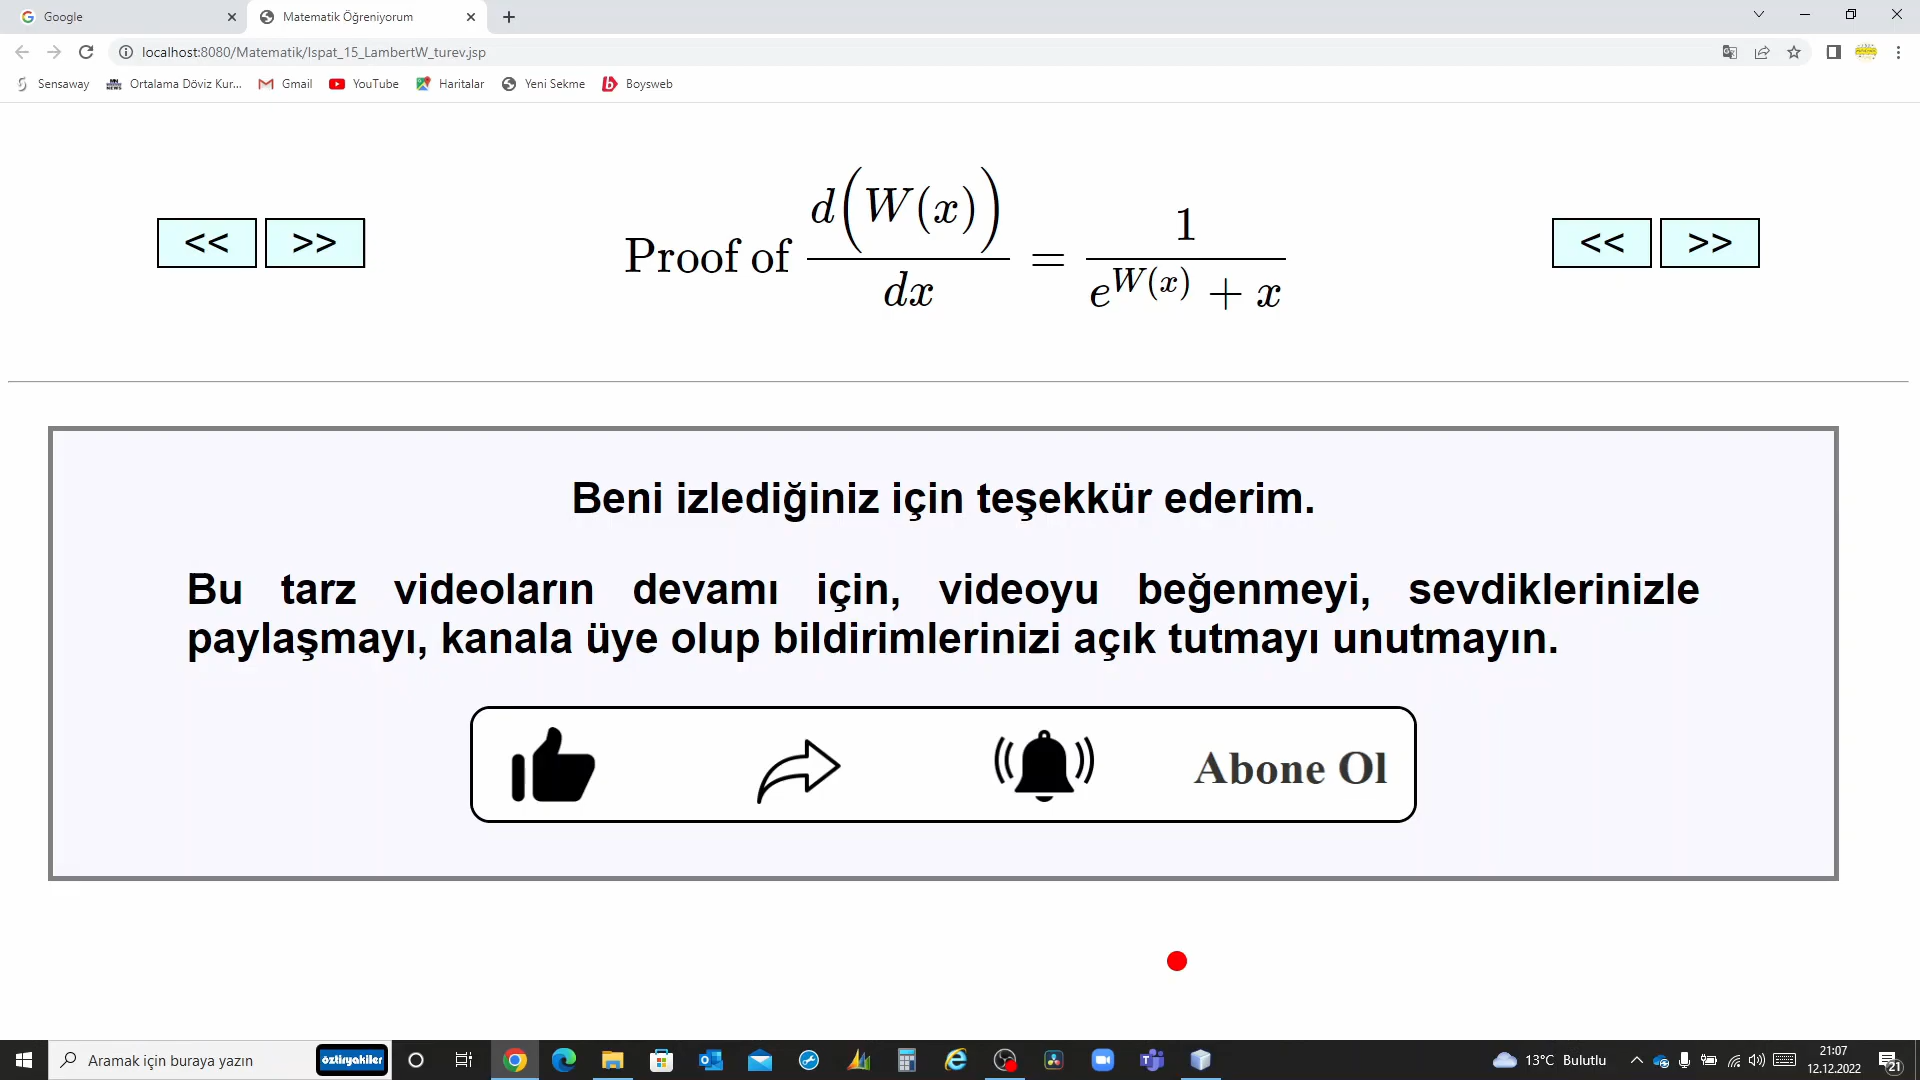 Google
Matematik Öğreniyorum
localhost:8080/Matematik/Ispat_15_LambertW_turev.jsp
Sensaway
Ortalama Döviz Kur...
Gmail
YouTube
Haritalar
Yeni Sekme
Boysweb
<< >>
Proof of d(W(x))/dx = 1/(e^{W(x)} + x)
<< >>
Beni izlediğiniz için teşekkür ederim.
Bu tarz videoların devamı için, videoyu beğenmeyi, sevdiklerinizle
paylaşmayı, kanala üye olup bildirimlerinizi açık tutmayı unutmayın.
Abone Ol
Aramak için buraya yazın
öztiryakiler
13°C Bulutlu
21:07
12.12.2022
21